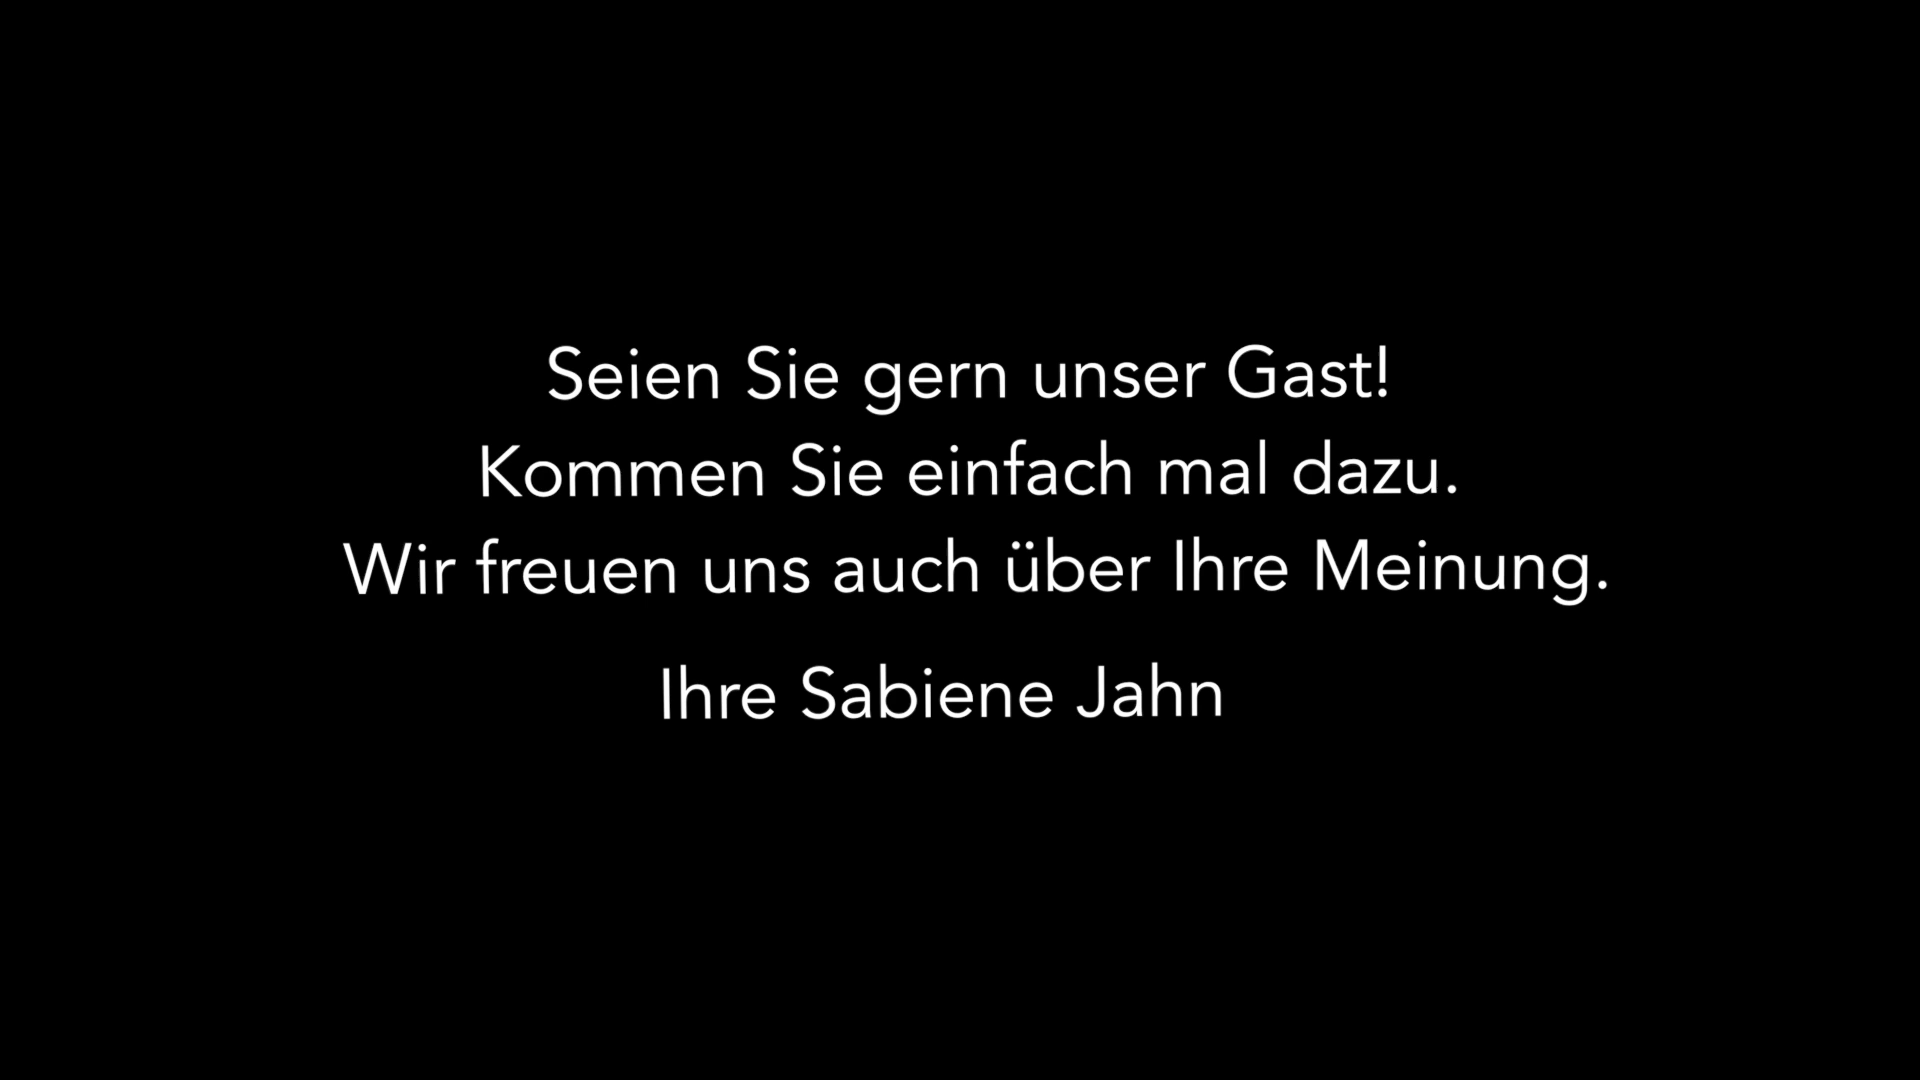 Seien Sie gern unser Gast!
Kommen Sie einfach mal dazu.
Wir freuen uns auch über Ihre Meinung.
Ihre Sabiene Jahn